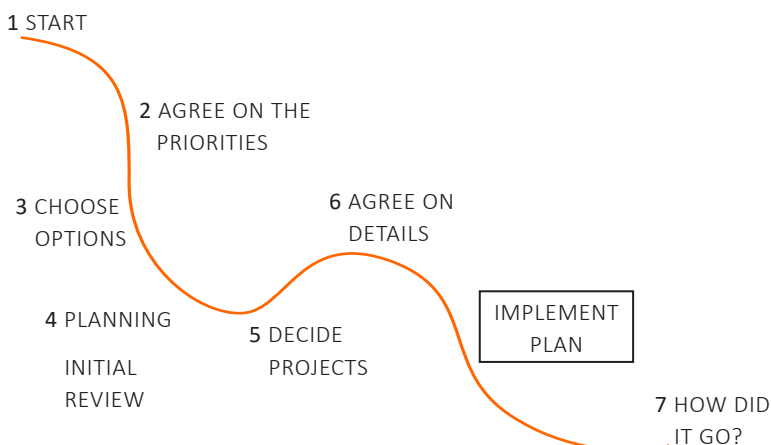 1 START
2 AGREE ON THE
PRIORITIES
3 CHOOSE
OPTIONS
4 PLANNING
INITIAL
REVIEW
5 DECIDE
PROJECTS
6 AGREE ON
DETAILS
IMPLEMENT
PLAN
7 HOW DID
IT GO?